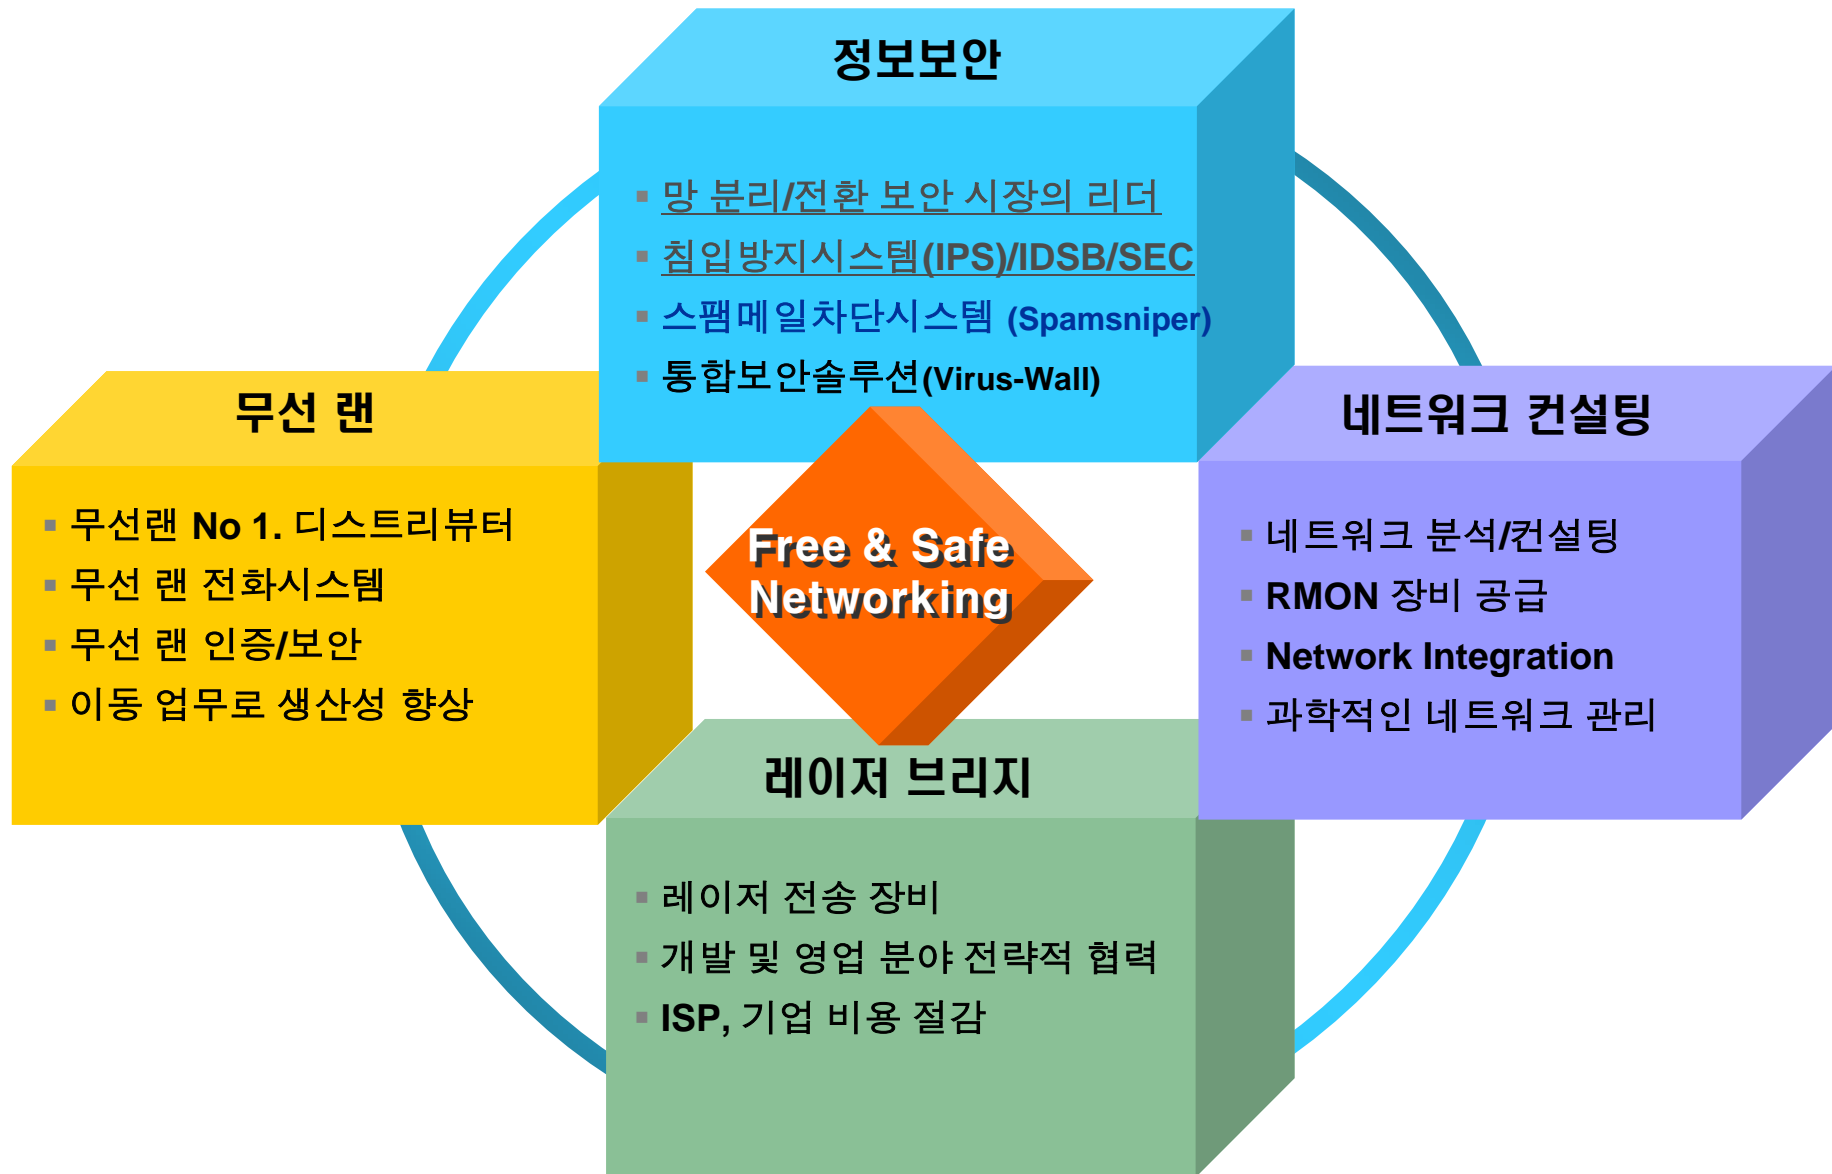 정보보안
망 분리/전환 보안 시장의 리더
침입방지시스템(IPS)/IDSB/SEC
스팸메일차단시스템 (Spamsniper)
통합보안솔루션(Virus-Wall)
무선 랜
무선랜 No 1. 디스트리뷰터
무선 랜 전화시스템
무선 랜 인증/보안
이동 업무로 생산성 향상
Free & Safe
Networking
네트워크 컨설팅
네트워크 분석/컨설팅
RMON 장비 공급
Network Integration
과학적인 네트워크 관리
레이저 브리지
레이저 전송 장비
개발 및 영업 분야 전략적 협력
ISP, 기업 비용 절감